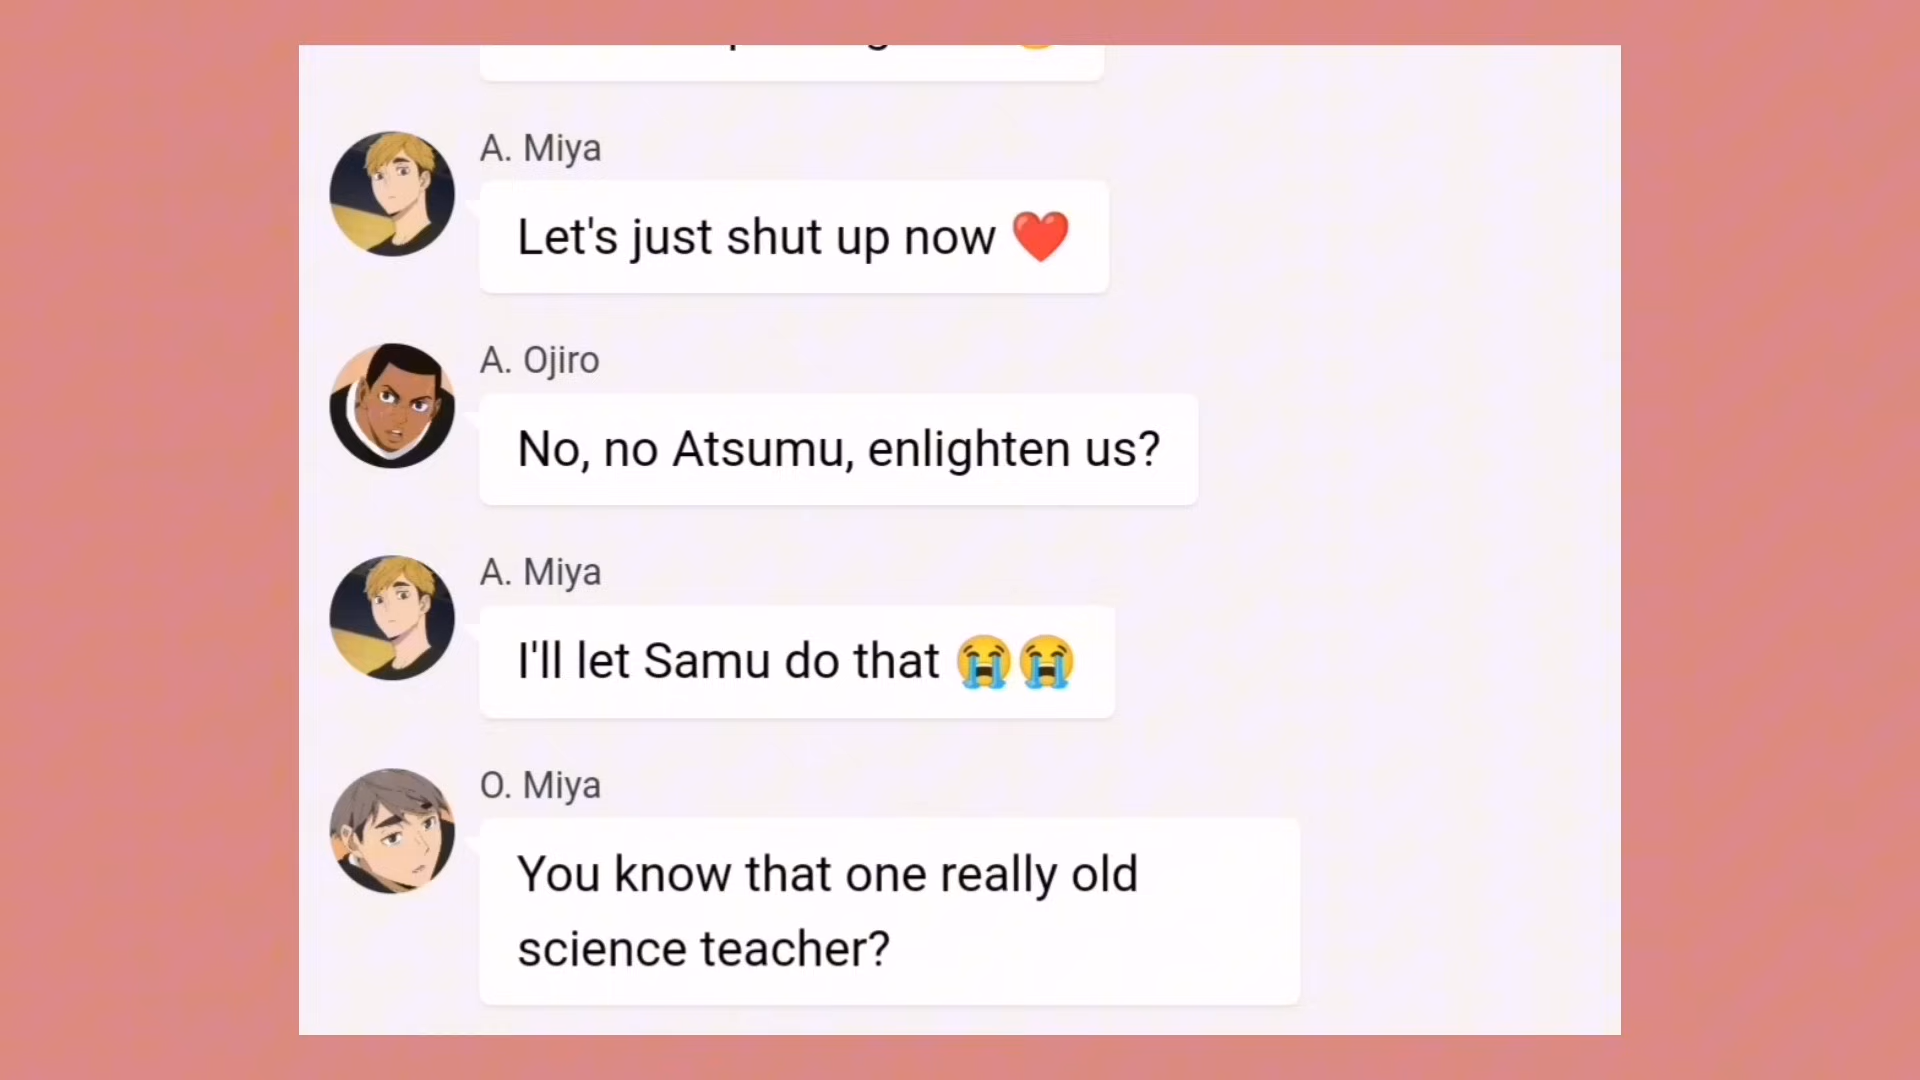 A. Miya
Let's just shut up now ❤️
A. Ojiro
No, no Atsumu, enlighten us?
A. Miya
I'll let Samu do that 😭😭
O. Miya
You know that one really old
science teacher?